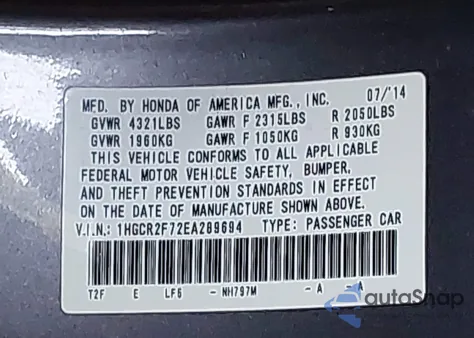 MFD. BY HONDA OF AMERICA MFG., INC. 07/'14
GVWR 4321LBS GAWR F 2315LBS R 2050LBS
GVWR 1960KG GAWR F 1050KG R 930KG
THIS VEHICLE CONFORMS TO ALL APPLICABLE
FEDERAL MOTOR VEHICLE SAFETY, BUMPER,
AND THEFT PREVENTION STANDARDS IN EFFECT
ON THE DATE OF MANUFACTURE SHOWN ABOVE.
V.I.N.: 1HGCR2F72EA289694 TYPE: PASSENGER CAR
T2F E LF6 -NH797M -A -A
autoSnap